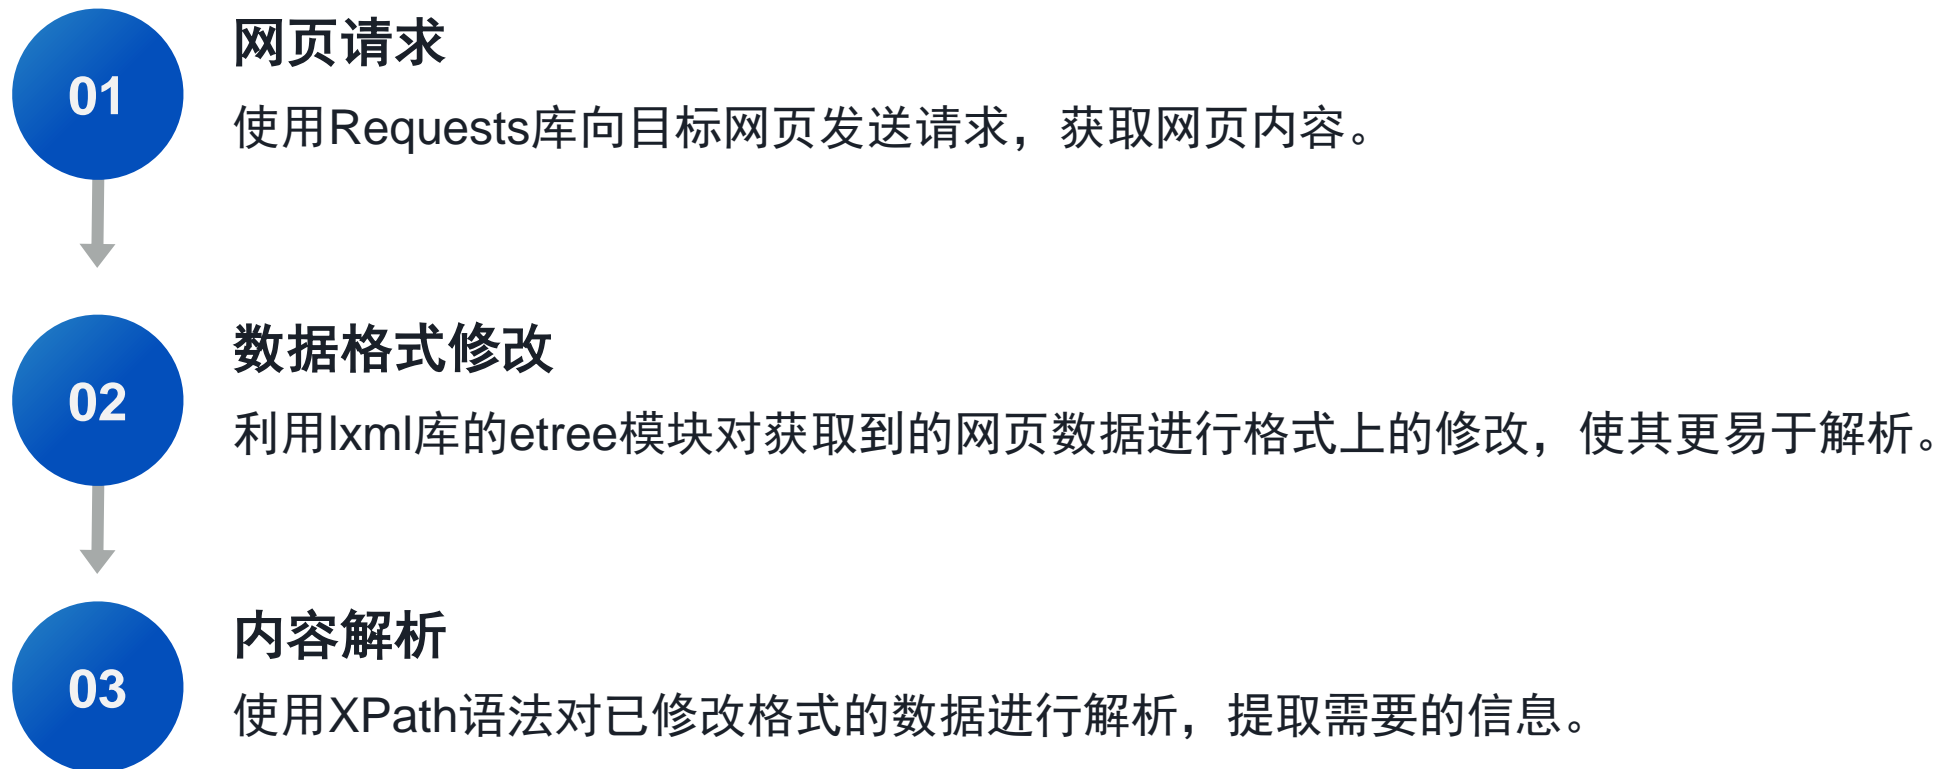 01
网页请求
使用Requests库向目标网页发送请求，获取网页内容。
02
数据格式修改
利用lxml库的etree模块对获取到的网页数据进行格式上的修改，使其更易于解析。
03
内容解析
使用XPath语法对已修改格式的数据进行解析，提取需要的信息。